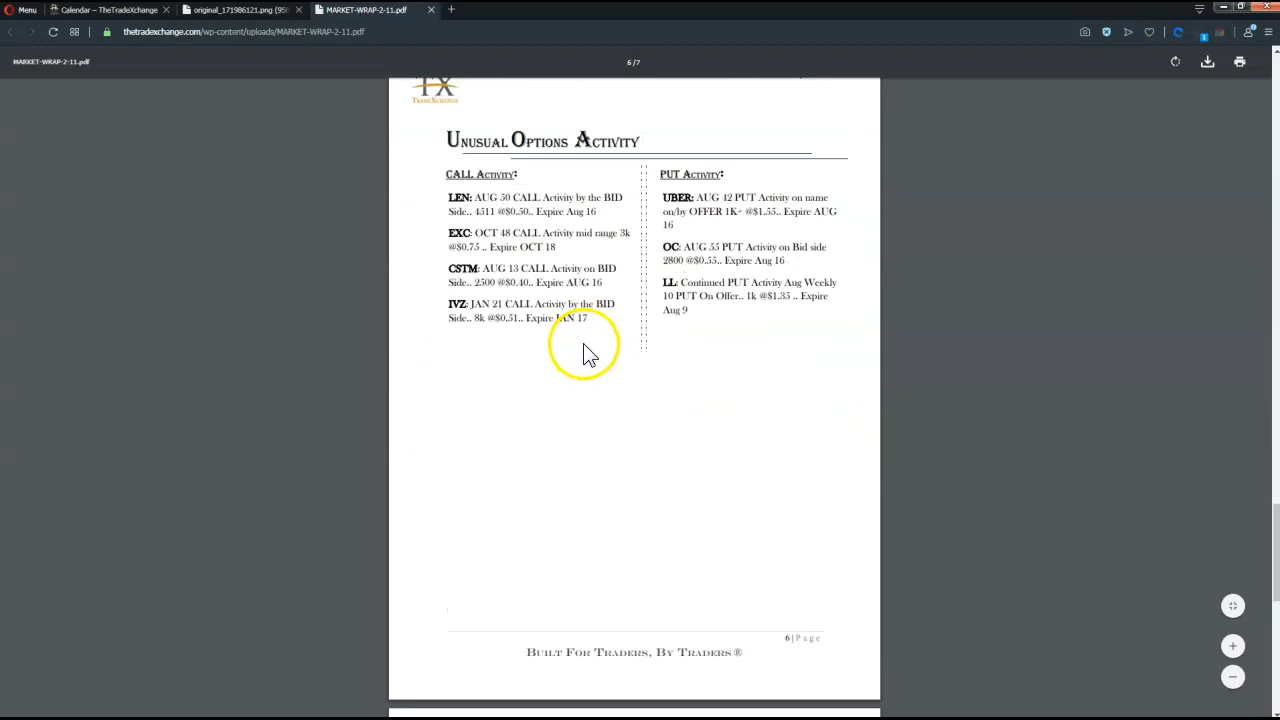 Menu
Calendar – TheTradeXchange
original_171986121.png (950
MARKET-WRAP-2-11.pdf
thetradexchange.com/wp-content/uploads/MARKET-WRAP-2-11.pdf
1
MARKET-WRAP-2-11.pdf
6 / 7
TX
TRADEXCHANGE
UNUSUAL OPTIONS ACTIVITY
CALL ACTIVITY:
LEN: AUG 50 CALL Activity by the BID
Side.. 4511 @$0.50.. Expire Aug 16
EXC: OCT 48 CALL Activity mid range 3k
@$0.75 .. Expire OCT 18
CSTM: AUG 13 CALL Activity on BID
Side.. 2500 @$0.40.. Expire AUG 16
IVZ: JAN 21 CALL Activity by the BID
Side.. 8k @$0.51.. Expire JAN 17
PUT ACTIVITY:
UBER: AUG 42 PUT Activity on name
on/by OFFER 1K+ @$1.55.. Expire AUG
16
OC: AUG 55 PUT Activity on Bid side
2800 @$0.55.. Expire Aug 16
LL: Continued PUT Activity Aug Weekly
10 PUT On Offer.. 1k @$1.35 .. Expire
Aug 9
6 | Page
BUILT FOR TRADERS, BY TRADERS ®